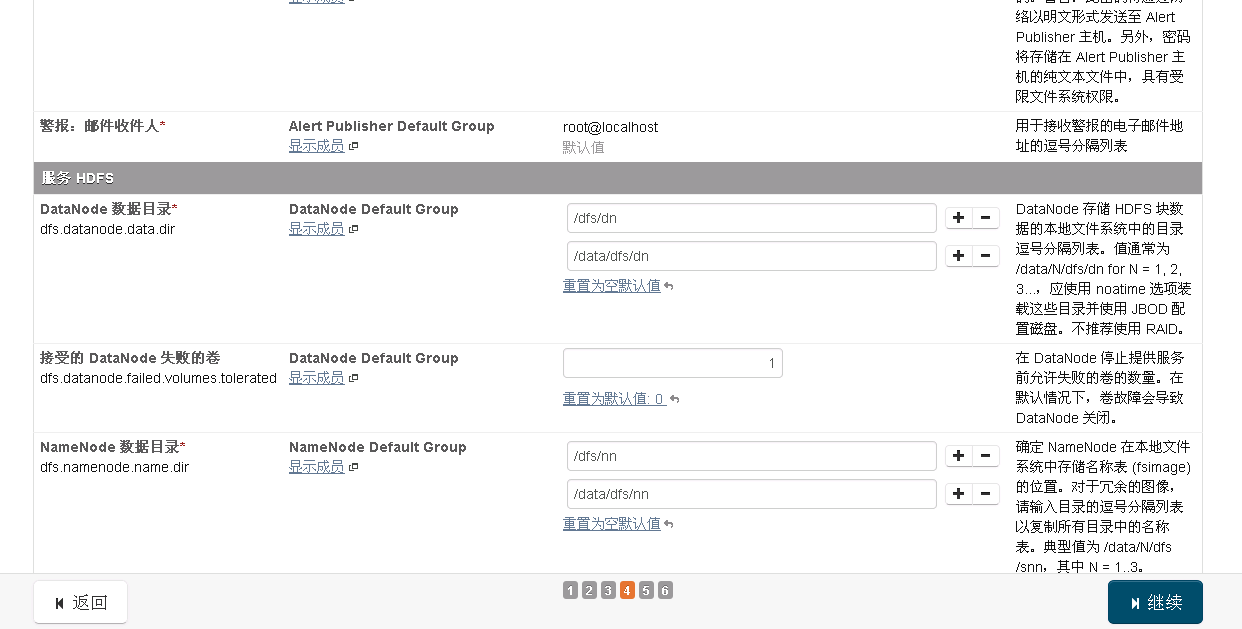 网络以明文形式发送至 Alert
Publisher 主机。另外，密码
将存储在 Alert Publisher 主
机的纯文本文件中，具有受
限文件系统权限。
警报：邮件收件人*
Alert Publisher Default Group
显示成员
root@localhost
默认值
用于接收警报的电子邮件地
址的逗号分隔列表
服务 HDFS
DataNode 数据目录*
dfs.datanode.data.dir
DataNode Default Group
显示成员
/dfs/dn
/data/dfs/dn
重置为空默认值
DataNode 存储 HDFS 块数
据的本地文件系统中的目录
逗号分隔列表。值通常为
/data/N/dfs/dn for N = 1, 2,
3...，应使用 noatime 选项装
载这些目录并使用 JBOD 配
置磁盘。不推荐使用 RAID。
接受的 DataNode 失败的卷
dfs.datanode.failed.volumes.tolerated
DataNode Default Group
显示成员
1
重置为默认值: 0
在 DataNode 停止提供服务
前允许失败的卷的数量。在
默认情况下，卷故障会导致
DataNode 关闭。
NameNode 数据目录*
dfs.namenode.name.dir
NameNode Default Group
显示成员
/dfs/nn
/data/dfs/nn
重置为空默认值
确定 NameNode 在本地文件
系统中存储名称表 (fsimage)
的位置。对于冗余的图像，
请输入目录的逗号分隔列表
以复制所有目录中的名称
表。典型值为 /data/N/dfs
/snn，其中 N = 1..3。
返回
1 2 3 4 5 6
继续